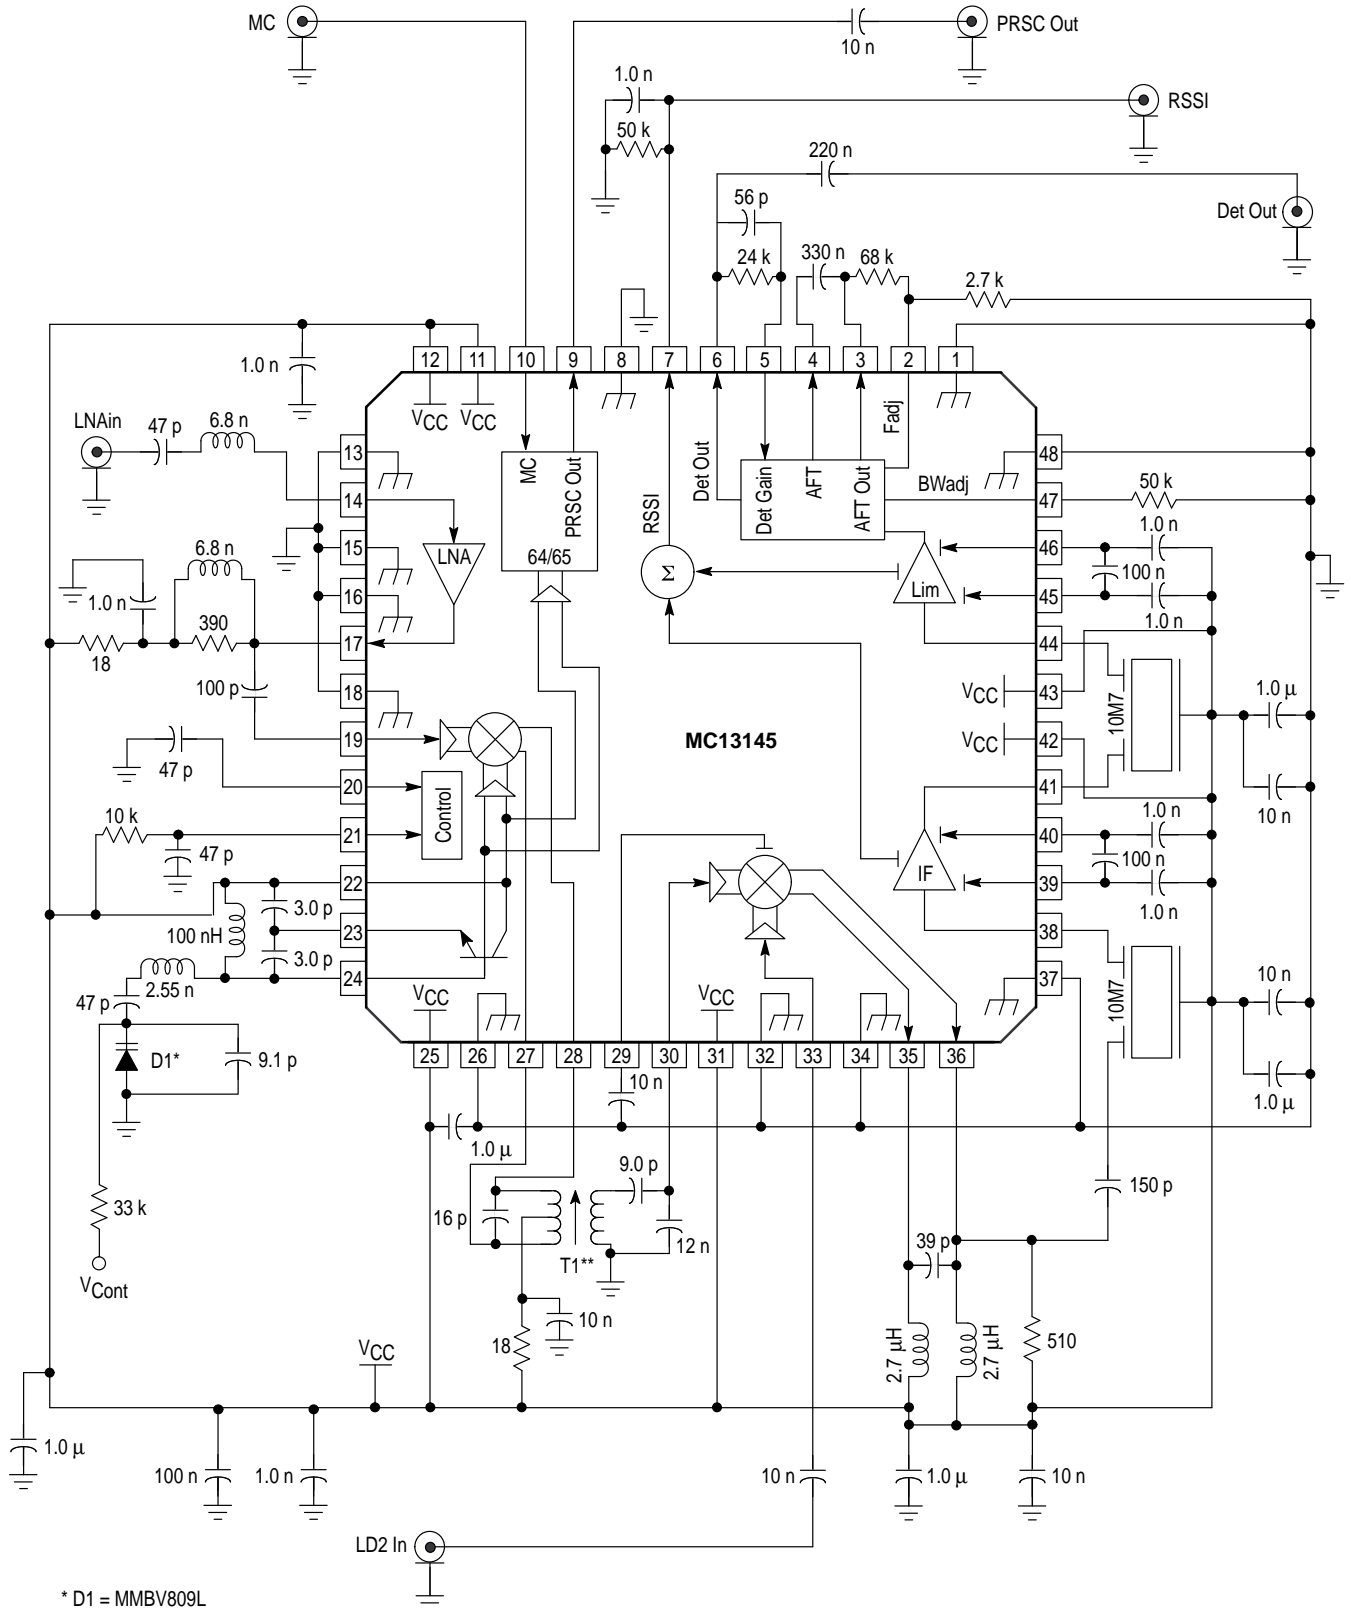 MC
PRSC Out
10 n
1.0 n
RSSI
50 k
220 n
56 p
Det Out
24 k
330 n
68 k
2.7 k
1.0 n
12
11
10
9
8
7
6
5
4
3
2
1
VCC
VCC
LNAin
47 p
6.8 n
MC
PRSC Out
64/65
RSSI
Det Out
Det Gain
AFT
AFT Out
Fadj
BWadj
13
14
15
16
17
18
19
20
21
22
23
24
48
47
46
45
44
43
42
41
40
39
38
37
50 k
1.0 n
100 n
1.0 n
LNA
Σ
Lim
6.8 n
1.0 n
390
18
100 p
47 p
VCC
VCC
10M7
1.0 µ
10 n
MC13145
Control
10 k
47 p
1.0 n
100 n
1.0 n
IF
3.0 p
100 nH
3.0 p
2.55 n
47 p
D1*
9.1 p
10M7
10 n
1.0 µ
VCC
VCC
25
26
27
28
29
30
31
32
33
34
35
36
10 n
1.0 µ
9.0 p
150 p
33 k
16 p
12 n
T1**
39 p
VCont
10 n
18
2.7 µH
2.7 µH
510
VCC
1.0 µ
100 n
1.0 n
10 n
1.0 µ
10 n
LD2 In
* D1 = MMBV809L